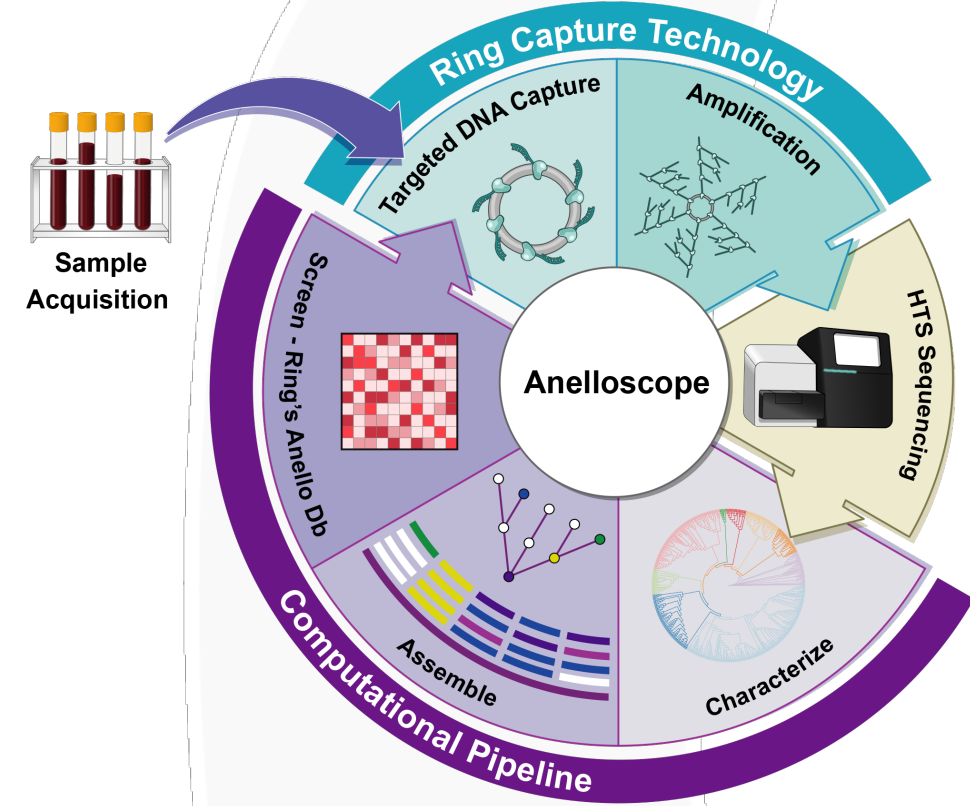 Ring Capture Technology
Targeted DNA Capture
Amplification
Sample
Acquisition
Screen - Ring's Anello Db
Anelloscope
HTS Sequencing
Assemble
Characterize
Computational Pipeline